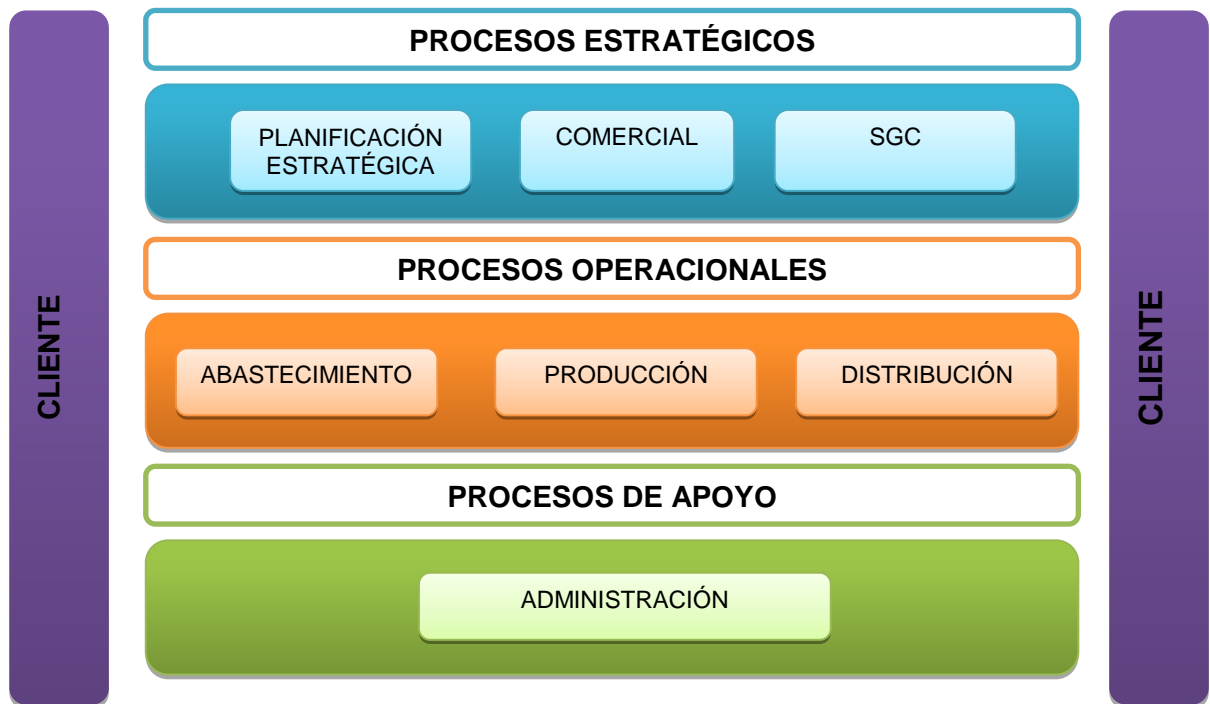 CLIENTE
PROCESOS ESTRATÉGICOS
PLANIFICACIÓN
ESTRATÉGICA
COMERCIAL
SGC
PROCESOS OPERACIONALES
ABASTECIMIENTO
PRODUCCIÓN
DISTRIBUCIÓN
PROCESOS DE APOYO
ADMINISTRACIÓN
CLIENTE